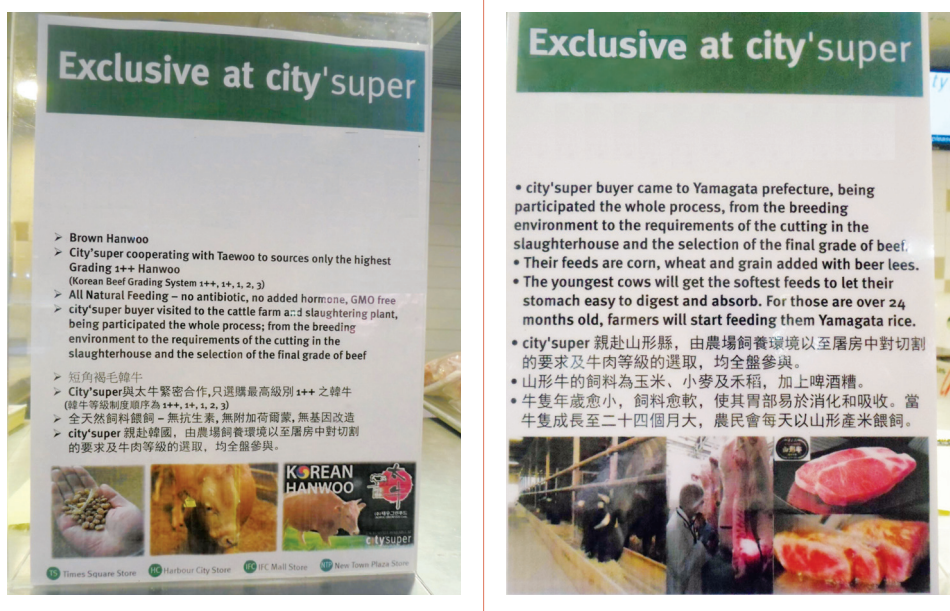 Exclusive at city'super
➢ Brown Hanwoo
➢ City'super cooperating with Taewoo to sources only the highest
Grading 1++ Hanwoo
(Korean Beef Grading System 1++, 1+, 1, 2, 3)
➢ All Natural Feeding – no antibiotic, no added hormone, GMO free
➢ city'super buyer visited to the cattle farm and slaughtering plant,
being participated the whole process; from the breeding
environment to the requirements of the cutting in the
slaughterhouse and the selection of the final grade of beef
➢ 短角褐毛韓牛
➢ City'super與太牛緊密合作,只選購最高級別 1++ 之韓牛
(韓牛等級制度順序為 1++, 1+, 1, 2, 3)
➢ 全天然飼料餵飼 – 無抗生素, 無附加荷爾蒙, 無基因改造
➢ city'super 親赴韓國，由農場飼養環境以至屠房中對切割
的要求及牛肉等級的選取，均全盤參與。
KOREAN
HANWOO
citysuper
TS Times Square Store HC Harbour City Store IFC IFC Mall Store NTP New Town Plaza Store
Exclusive at city'super
• city'super buyer came to Yamagata prefecture, being
participated the whole process, from the breeding
environment to the requirements of the cutting in the
slaughterhouse and the selection of the final grade of beef.
• Their feeds are corn, wheat and grain added with beer lees.
• The youngest cows will get the softest feeds to let their
stomach easy to digest and absorb. For those are over 24
months old, farmers will start feeding them Yamagata rice.
• city'super 親赴山形縣，由農場飼養環境以至屠房中對切割
的要求及牛肉等級的選取，均全盤參與。
• 山形牛的飼料為玉米、小麥及禾稻，加上啤酒糟。
• 牛隻年歲愈小，飼料愈軟，使其胃部易於消化和吸收。當
牛隻成長至二十四個月大，農民會每天以山形產米餵飼。
山形牛